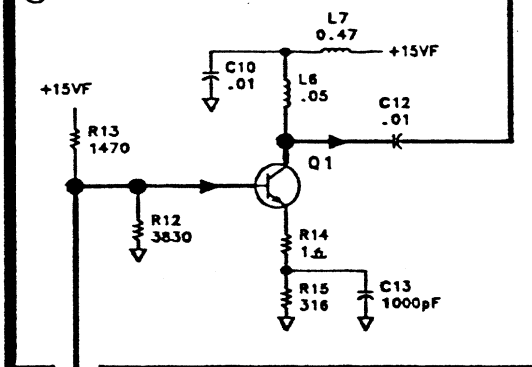 L7
0.47
+15VF
C10
.01
L6
.05
+15VF
C12
.01
R13
1470
Q1
R12
3830
R14
R15
316
C13
1000pF